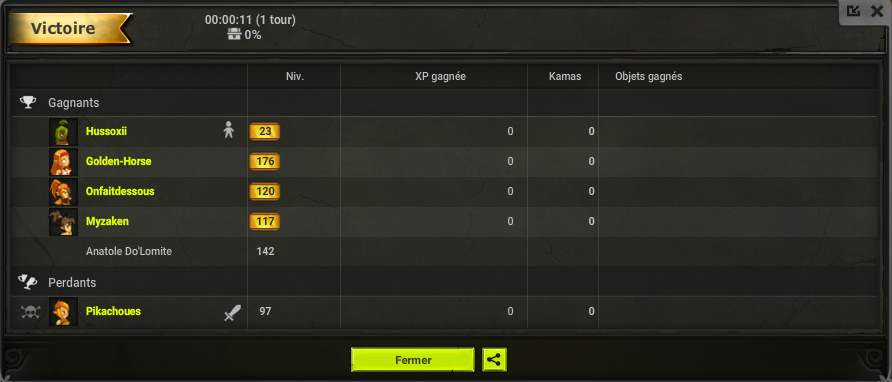 Victoire
00:00:11 (1 tour)
0%
Niv. XP gagnée Kamas Objets gagnés
Gagnants
Hussoxii 23 0 0
Golden-Horse 176 0 0
Onfaitdessous 120 0 0
Myzaken 117 0 0
Anatole Do'Lomite 142
Perdants
Pikachoues 97 0 0
Fermer